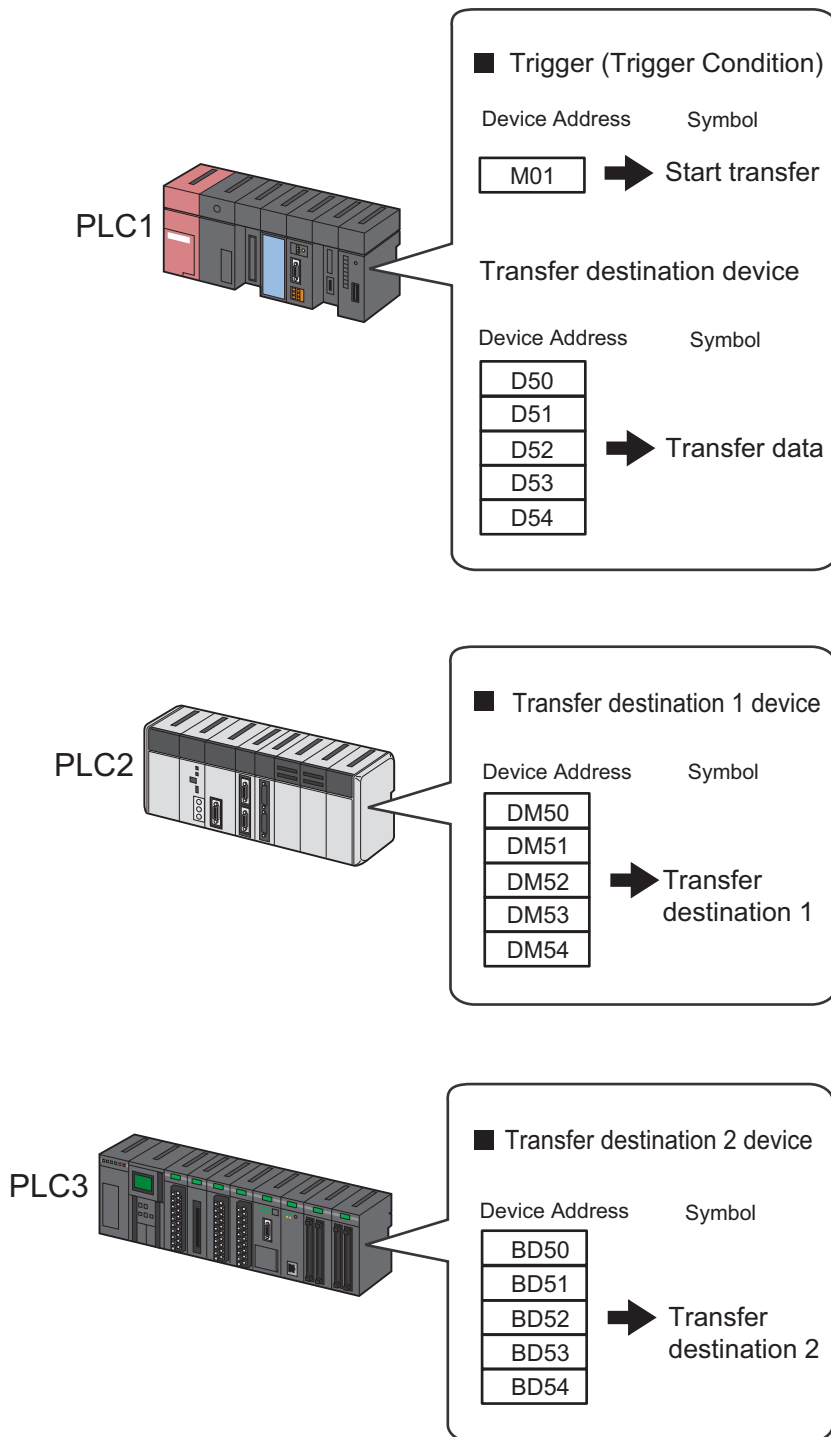 ■ Trigger (Trigger Condition)
Device Address Symbol
M01 Start transfer
PLC1
Transfer destination device
Device Address Symbol
D50
D51
D52 Transfer data
D53
D54
■ Transfer destination 1 device
PLC2
Device Address Symbol
DM50
DM51
DM52 Transfer
DM53 destination 1
DM54
■ Transfer destination 2 device
PLC3
Device Address Symbol
BD50
BD51
BD52 Transfer
BD53 destination 2
BD54